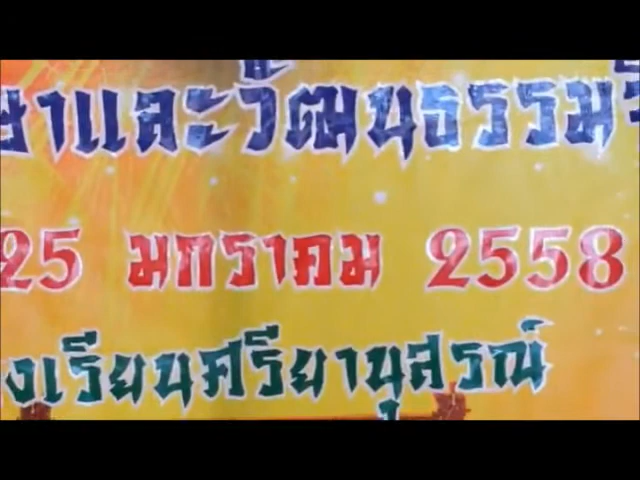 ษาและวัฒนธรรมจี
25 มกราคม 2558
งเรียนศรียานุสรณ์